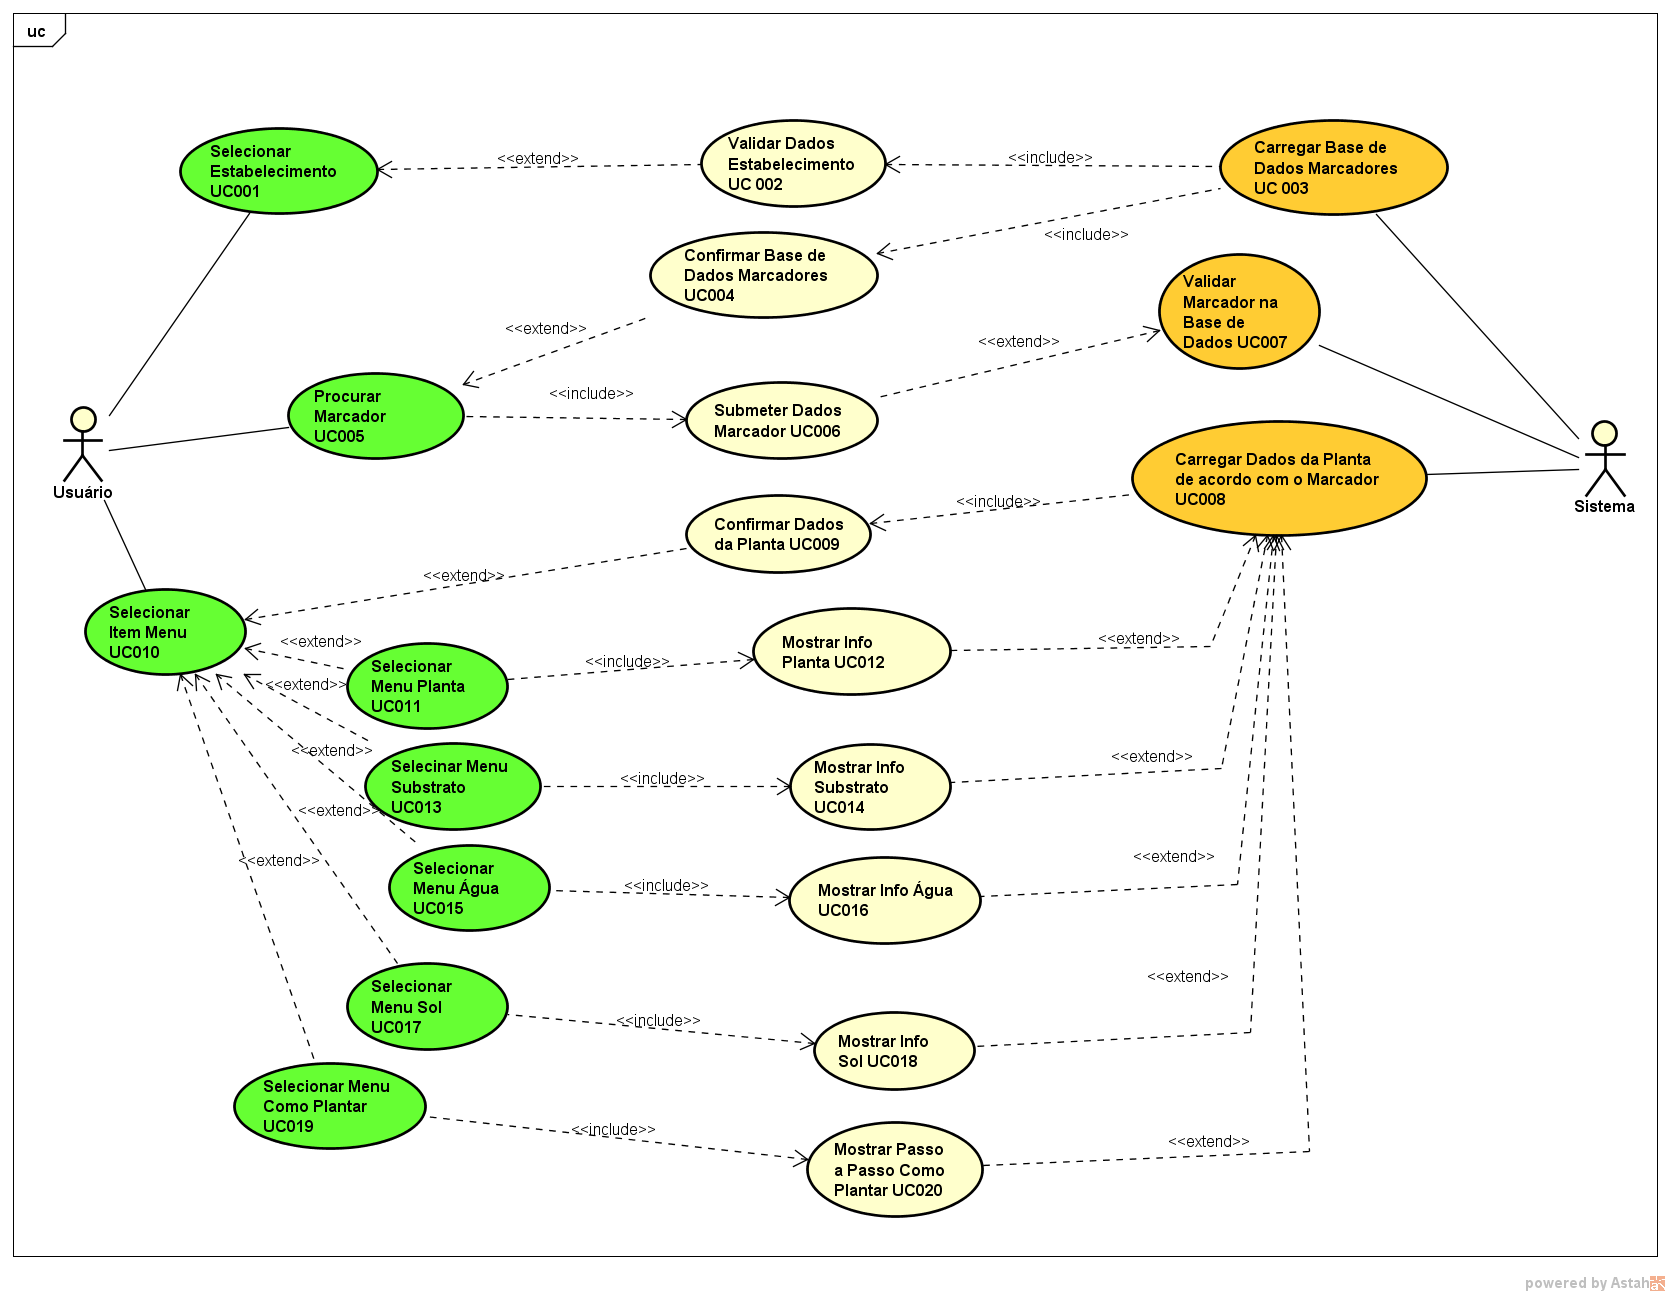 uc
Selecionar
Estabelecimento
UC001
<<extend>>
Validar Dados
Estabelecimento
UC 002
<<include>>
Carregar Base de
Dados Marcadores
UC 003
<<include>>
Confirmar Base de
Dados Marcadores
UC004
Validar
Marcador na
Base de
Dados UC007
<<extend>>
<<extend>>
Procurar
Marcador
UC005
<<include>>
Submeter Dados
Marcador UC006
Usuário
Carregar Dados da Planta
de acordo com o Marcador
UC008
Sistema
<<include>>
Confirmar Dados
da Planta UC009
<<extend>>
Selecionar
Item Menu
UC010
<<extend>>
Selecionar
Menu Planta
UC011
<<include>>
Mostrar Info
Planta UC012
<<extend>>
<<extend>>
Selecinar Menu
Substrato
UC013
<<include>>
Mostrar Info
Substrato
UC014
<<extend>>
<<extend>>
Selecionar
Menu Água
UC015
<<include>>
Mostrar Info Água
UC016
<<extend>>
<<extend>>
Selecionar
Menu Sol
UC017
<<include>>
Mostrar Info
Sol UC018
<<extend>>
<<extend>>
Selecionar Menu
Como Plantar
UC019
<<include>>
Mostrar Passo
a Passo Como
Plantar UC020
<<extend>>
powered by Astah